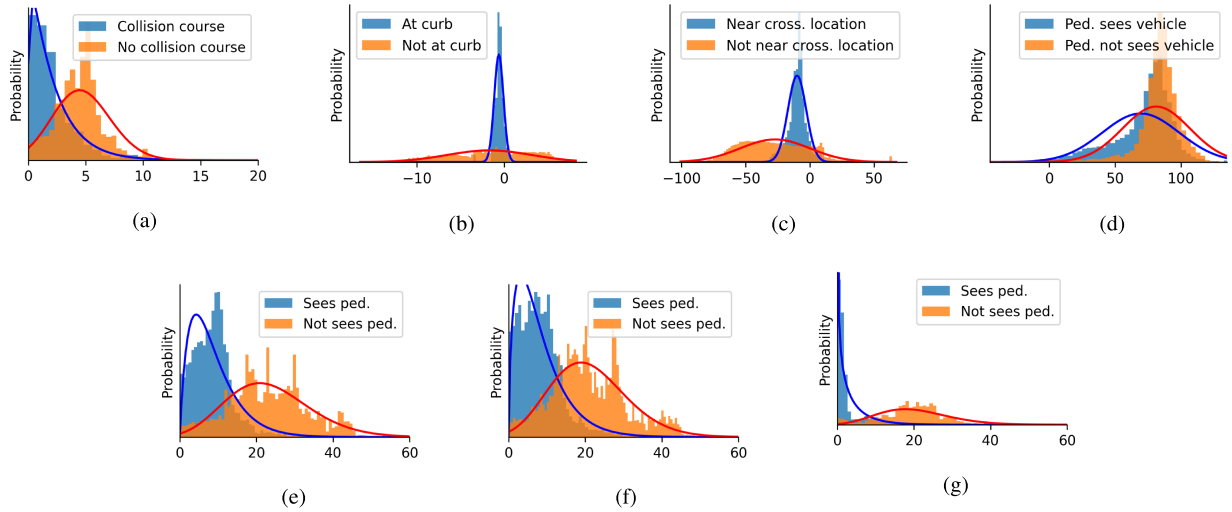 Probability
Collision course
No collision course
0 5 10 15 20
(a)
Probability
At curb
Not at curb
−10 0
(b)
Probability
Near cross. location
Not near cross. location
−100 −50 0 50
(c)
Probability
Ped. sees vehicle
Ped. not sees vehicle
0 50 100
(d)
Probability
Sees ped.
Not sees ped.
0 20 40 60
(e)
Probability
Sees ped.
Not sees ped.
0 20 40 60
(f)
Probability
Sees ped.
Not sees ped.
0 20 40 60
(g)